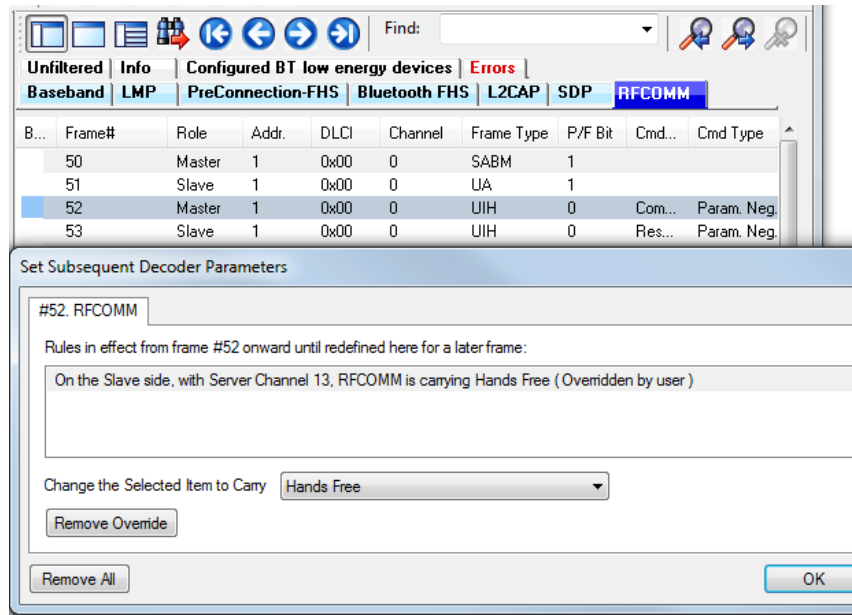 Find:
Unfiltered Info Configured BT low energy devices Errors
Baseband LMP PreConnection-FHS Bluetooth FHS L2CAP SDP RFCOMM
B... Frame# Role Addr. DLCI Channel Frame Type P/F Bit Cmd... Cmd Type
50 Master 1 0x00 0 SABM 1
51 Slave 1 0x00 0 UA 1
52 Master 1 0x00 0 UIH 0 Com... Param. Neg.
53 Slave 1 0x00 0 UIH 0 Res... Param. Neg.
Set Subsequent Decoder Parameters
#52. RFCOMM
Rules in effect from frame #52 onward until redefined here for a later frame:
On the Slave side, with Server Channel 13, RFCOMM is carrying Hands Free ( Overridden by user )
Change the Selected Item to Carry Hands Free
Remove Override
Remove All OK